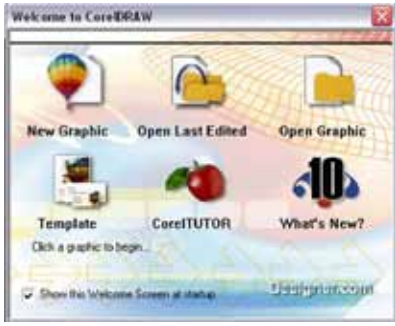 Welcome to CorelDRAW
New Graphic Open Last Edited Open Graphic
10
Template CorelTUTOR What's New?
Click a graphic to begin...
Show this Welcome Screen at startup
Designer.com